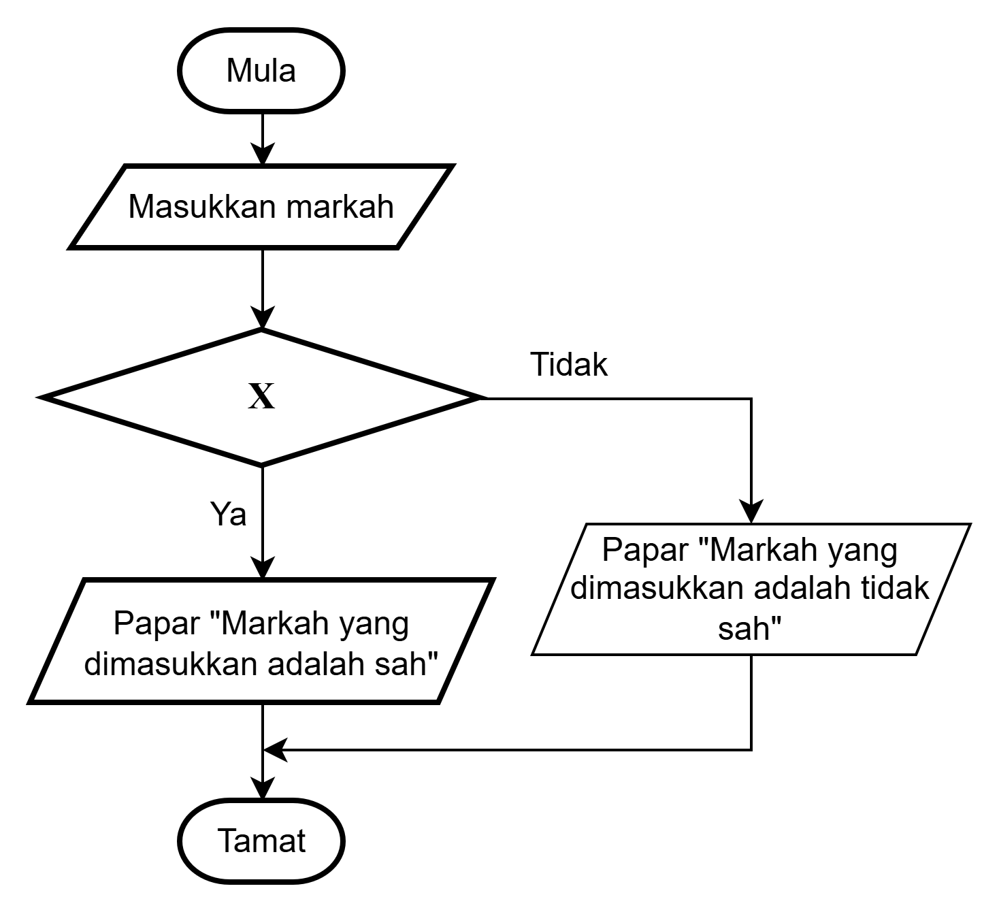 Mula
Masukkan markah
X
Tidak
Ya
Papar "Markah yang
dimasukkan adalah tidak
sah"
Papar "Markah yang
dimasukkan adalah sah"
Tamat